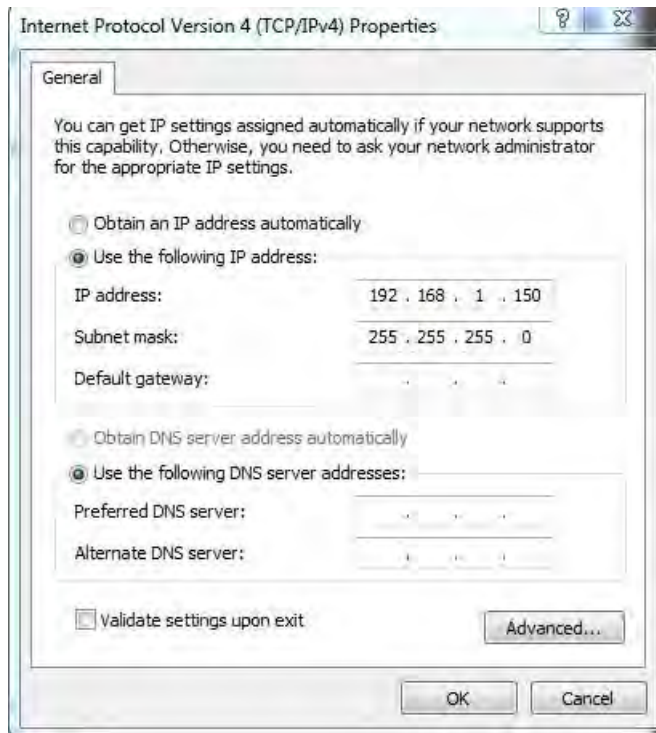 Internet Protocol Version 4 (TCP/IPv4) Properties
General
You can get IP settings assigned automatically if your network supports
this capability. Otherwise, you need to ask your network administrator
for the appropriate IP settings.
Obtain an IP address automatically
Use the following IP address:
IP address: 192 . 168 . 1 . 150
Subnet mask: 255 . 255 . 255 . 0
Default gateway: . . .
Obtain DNS server address automatically
Use the following DNS server addresses:
Preferred DNS server: . . .
Alternate DNS server: . . .
Validate settings upon exit
Advanced...
OK Cancel